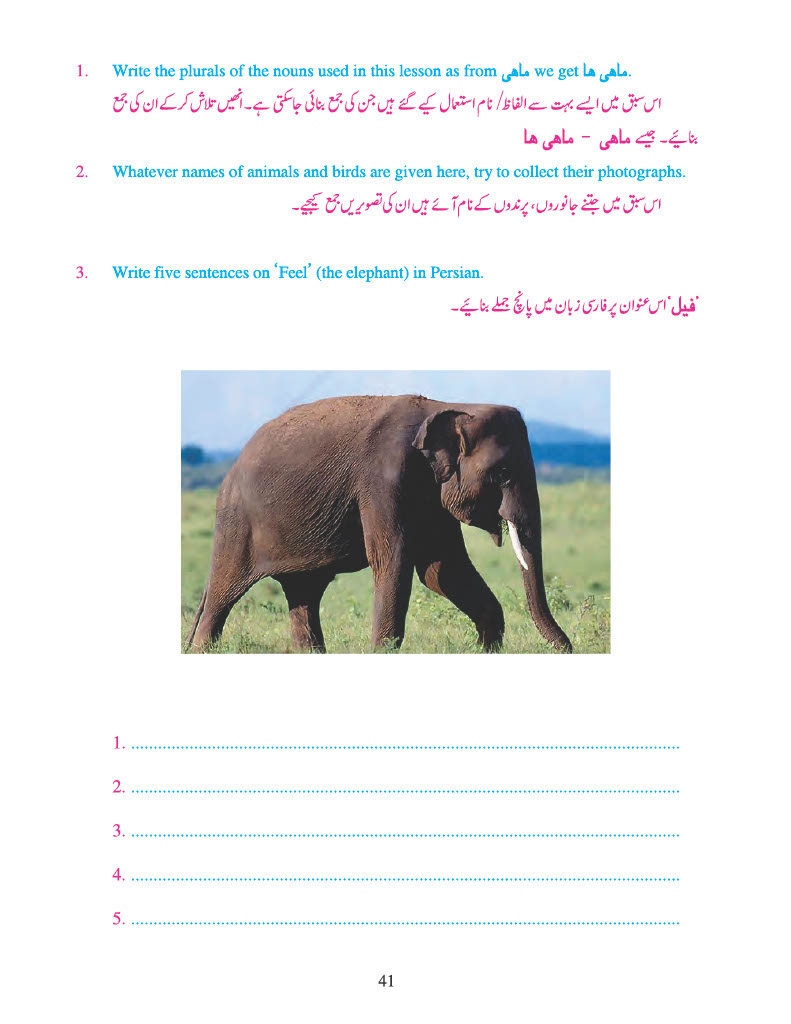 1. Write the plurals of the nouns used in this lesson as from ماهی we get ماهی ها.
اس سبق میں ایسے بہت سے الفاظ/ نام استعمال کیے گئے ہیں جن کی جمع بنائی جاسکتی ہے۔ انھیں تلاش کرکے ان کی جمع
بنائیے۔ جیسے ماهی – ماهی ها
2. Whatever names of animals and birds are given here, try to collect their photographs.
اس سبق میں جتنے جانوروں، پرندوں کے نام آئے ہیں ان کی تصویریں جمع کیجیے۔
3. Write five sentences on ‘Feel’ (the elephant) in Persian.
’فیل‘ اس عنوان پر فارسی زبان میں پانچ جملے بنائیے۔
1. ................................................................
2. ................................................................
3. ................................................................
4. ................................................................
5. ................................................................
41